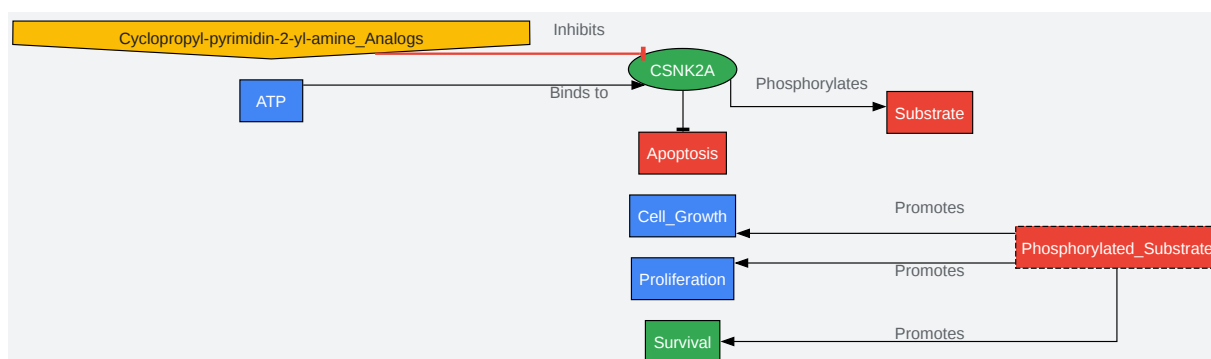 Inhibits
Cyclopropyl-pyrimidin-2-yl-amine_Analogs
CSNK2A
Phosphorylates
ATP
Binds to
Substrate
Apoptosis
Promotes
Cell_Growth
Phosphorylated_Substrate
Promotes
Proliferation
Promotes
Survival